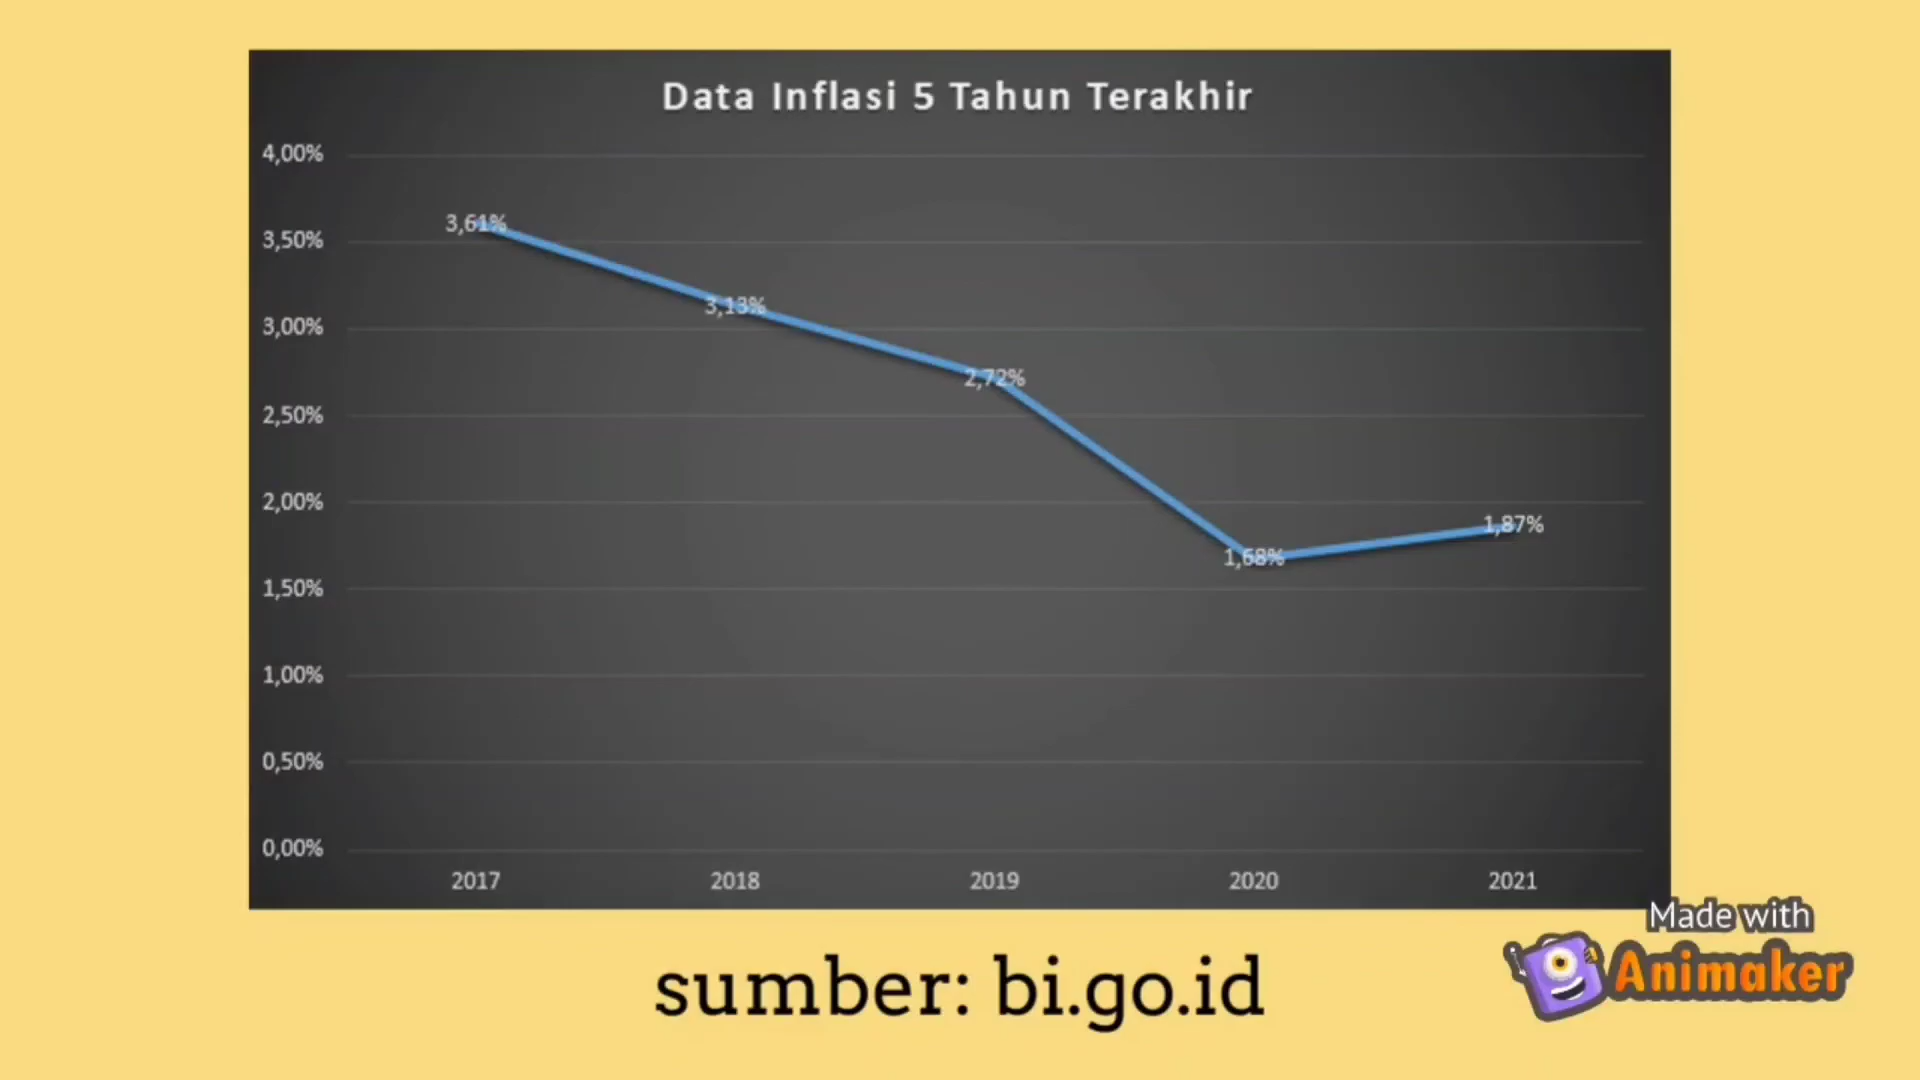 Data Inflasi 5 Tahun Terakhir
4,00%
3,50%
3,00%
2,50%
2,00%
1,50%
1,00%
0,50%
0,00%
3,61%
3,13%
2,72%
1,68%
1,87%
2017 2018 2019 2020 2021
sumber: bi.go.id
Made with
Animaker